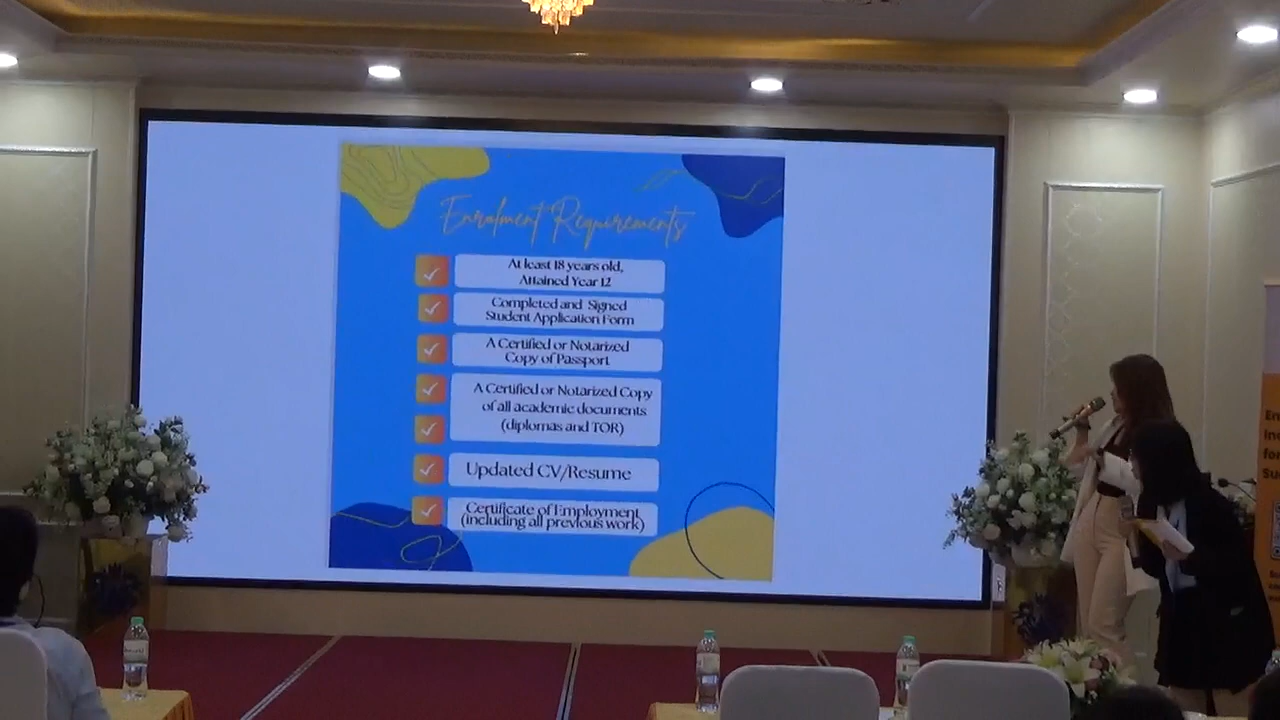 Enrolment Requirements
At least 18 years old,
Attained Year 12
Completed and Signed
Student Application Form
A Certified or Notarized
Copy of Passport
A Certified or Notarized Copy
of all academic documents
(diplomas and TOR)
Updated CV/Resume
Certificate of Employment
(including all previous work)